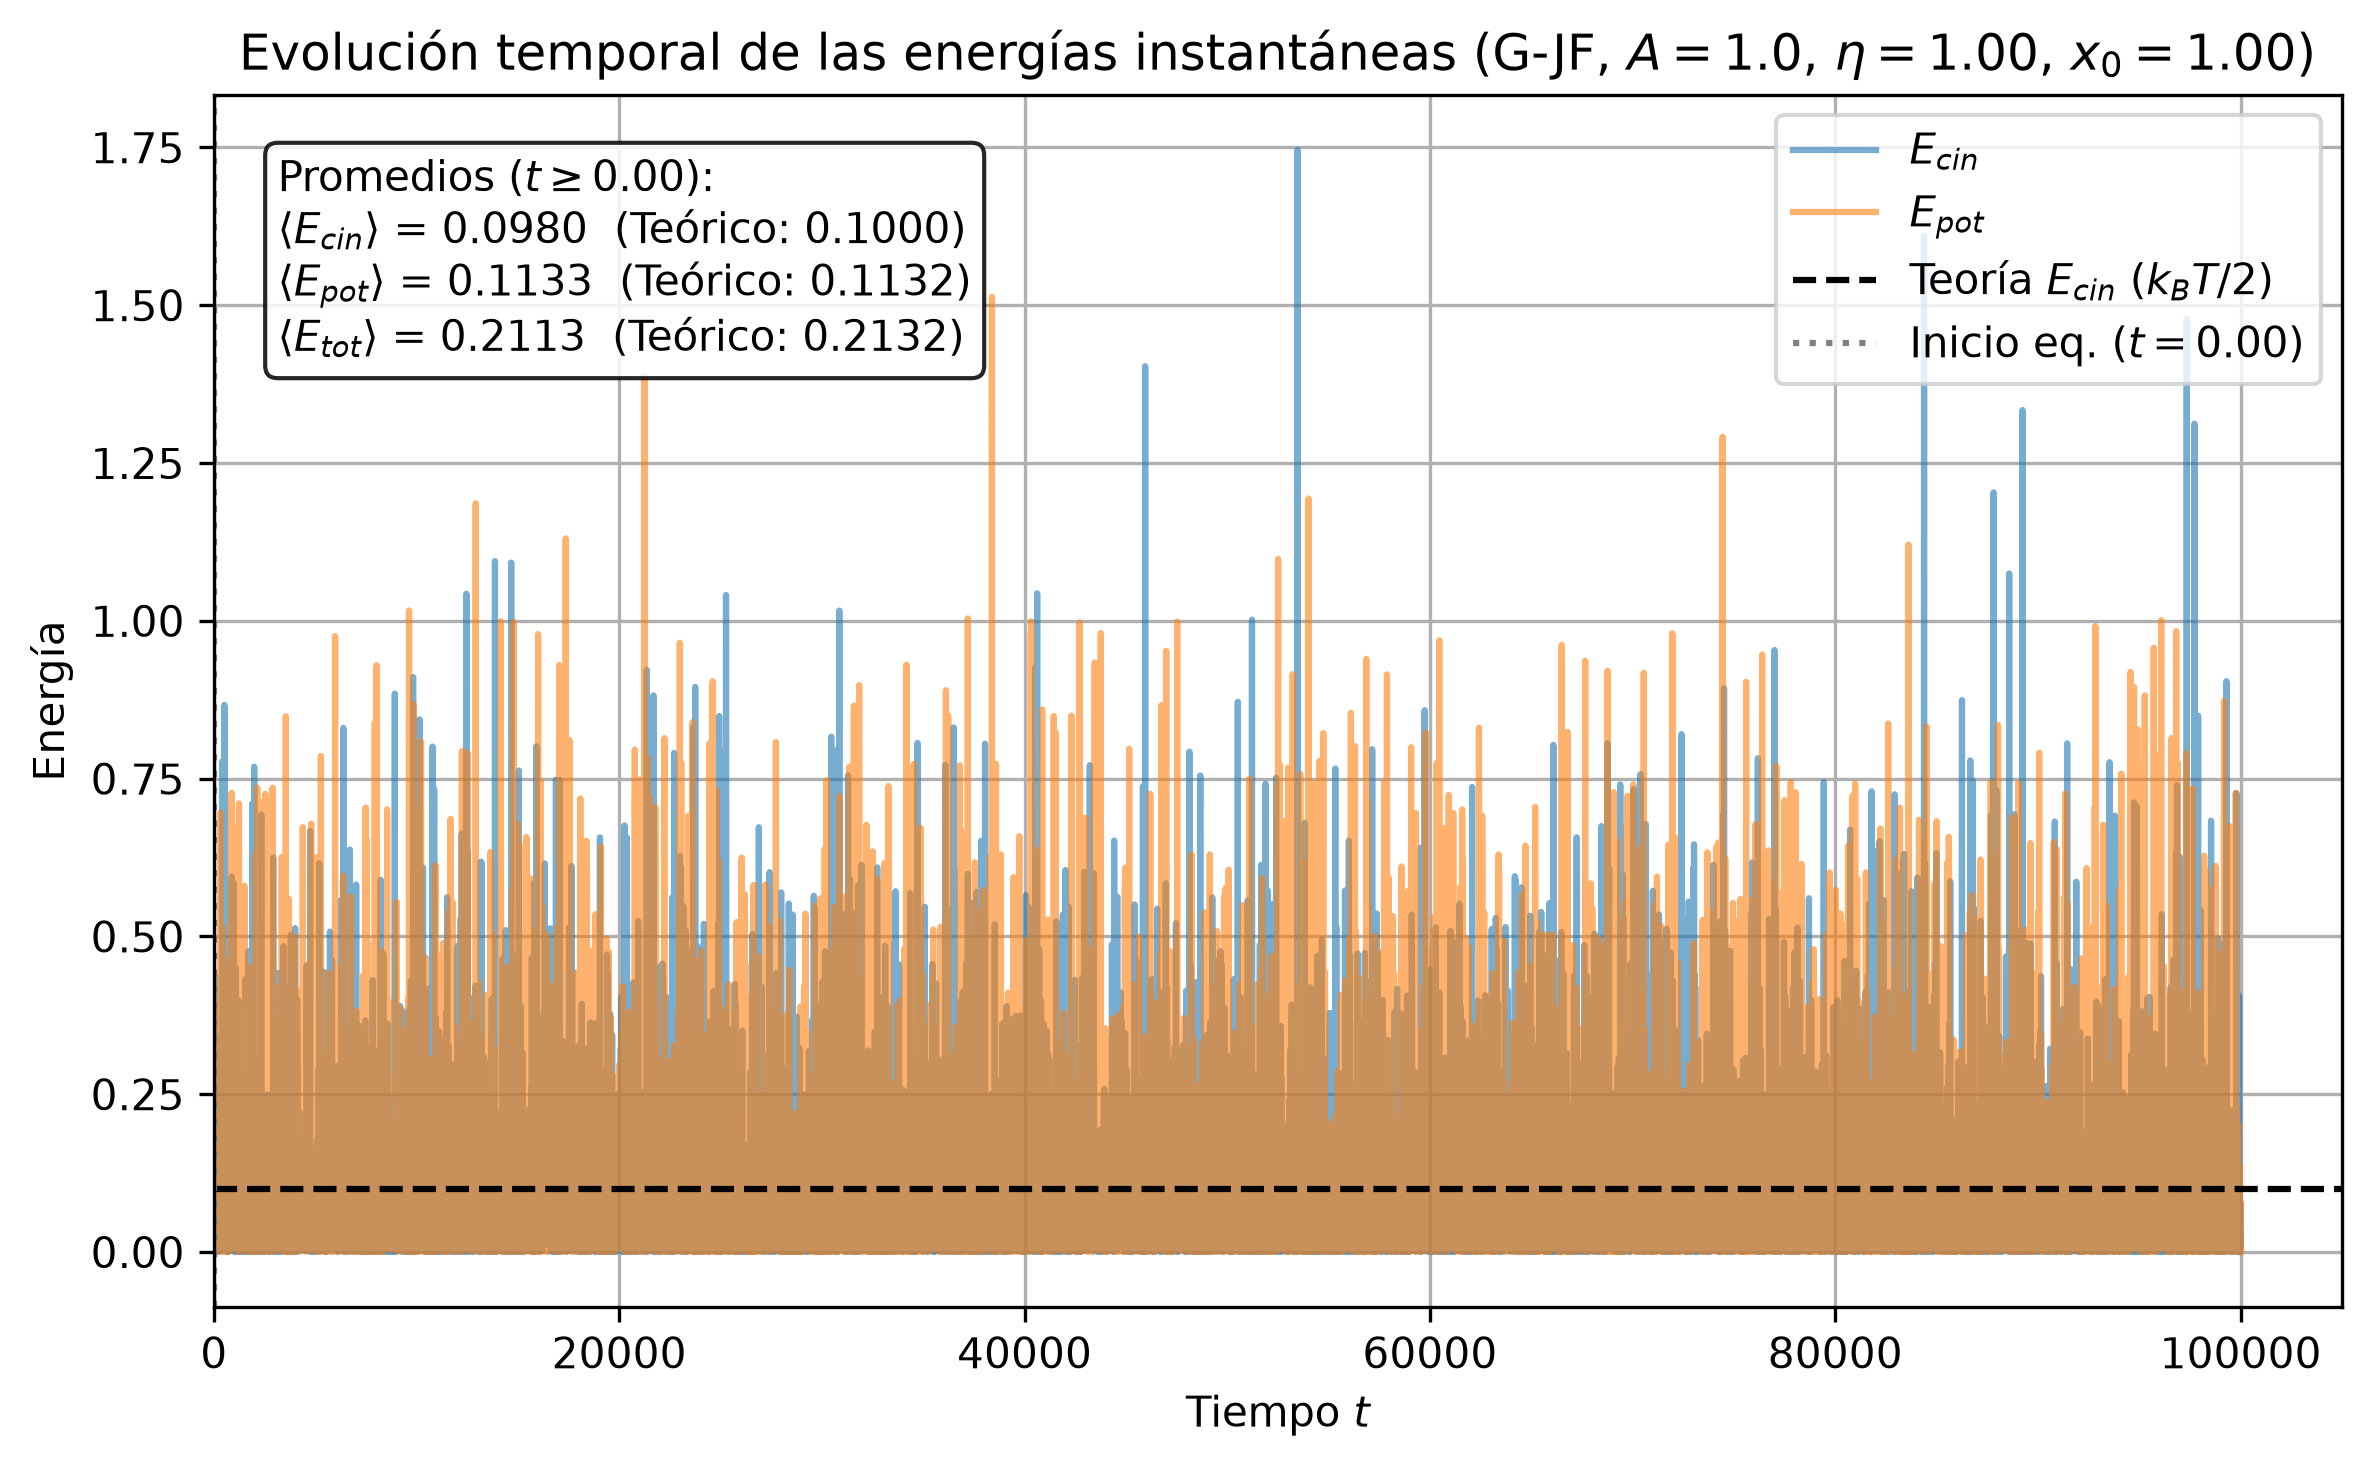 Evolución temporal de las energías instantáneas (G-JF, A = 1.0, η = 1.00, x₀ = 1.00)
Promedios (t ≥ 0.00):
⟨E_cin⟩ = 0.0980 (Teórico: 0.1000)
⟨E_pot⟩ = 0.1133 (Teórico: 0.1132)
⟨E_tot⟩ = 0.2113 (Teórico: 0.2132)
E_cin
E_pot
Teoría E_cin (k_BT/2)
Inicio eq. (t = 0.00)
Energía
1.75
1.50
1.25
1.00
0.75
0.50
0.25
0.00
0 20000 40000 60000 80000 100000
Tiempo t